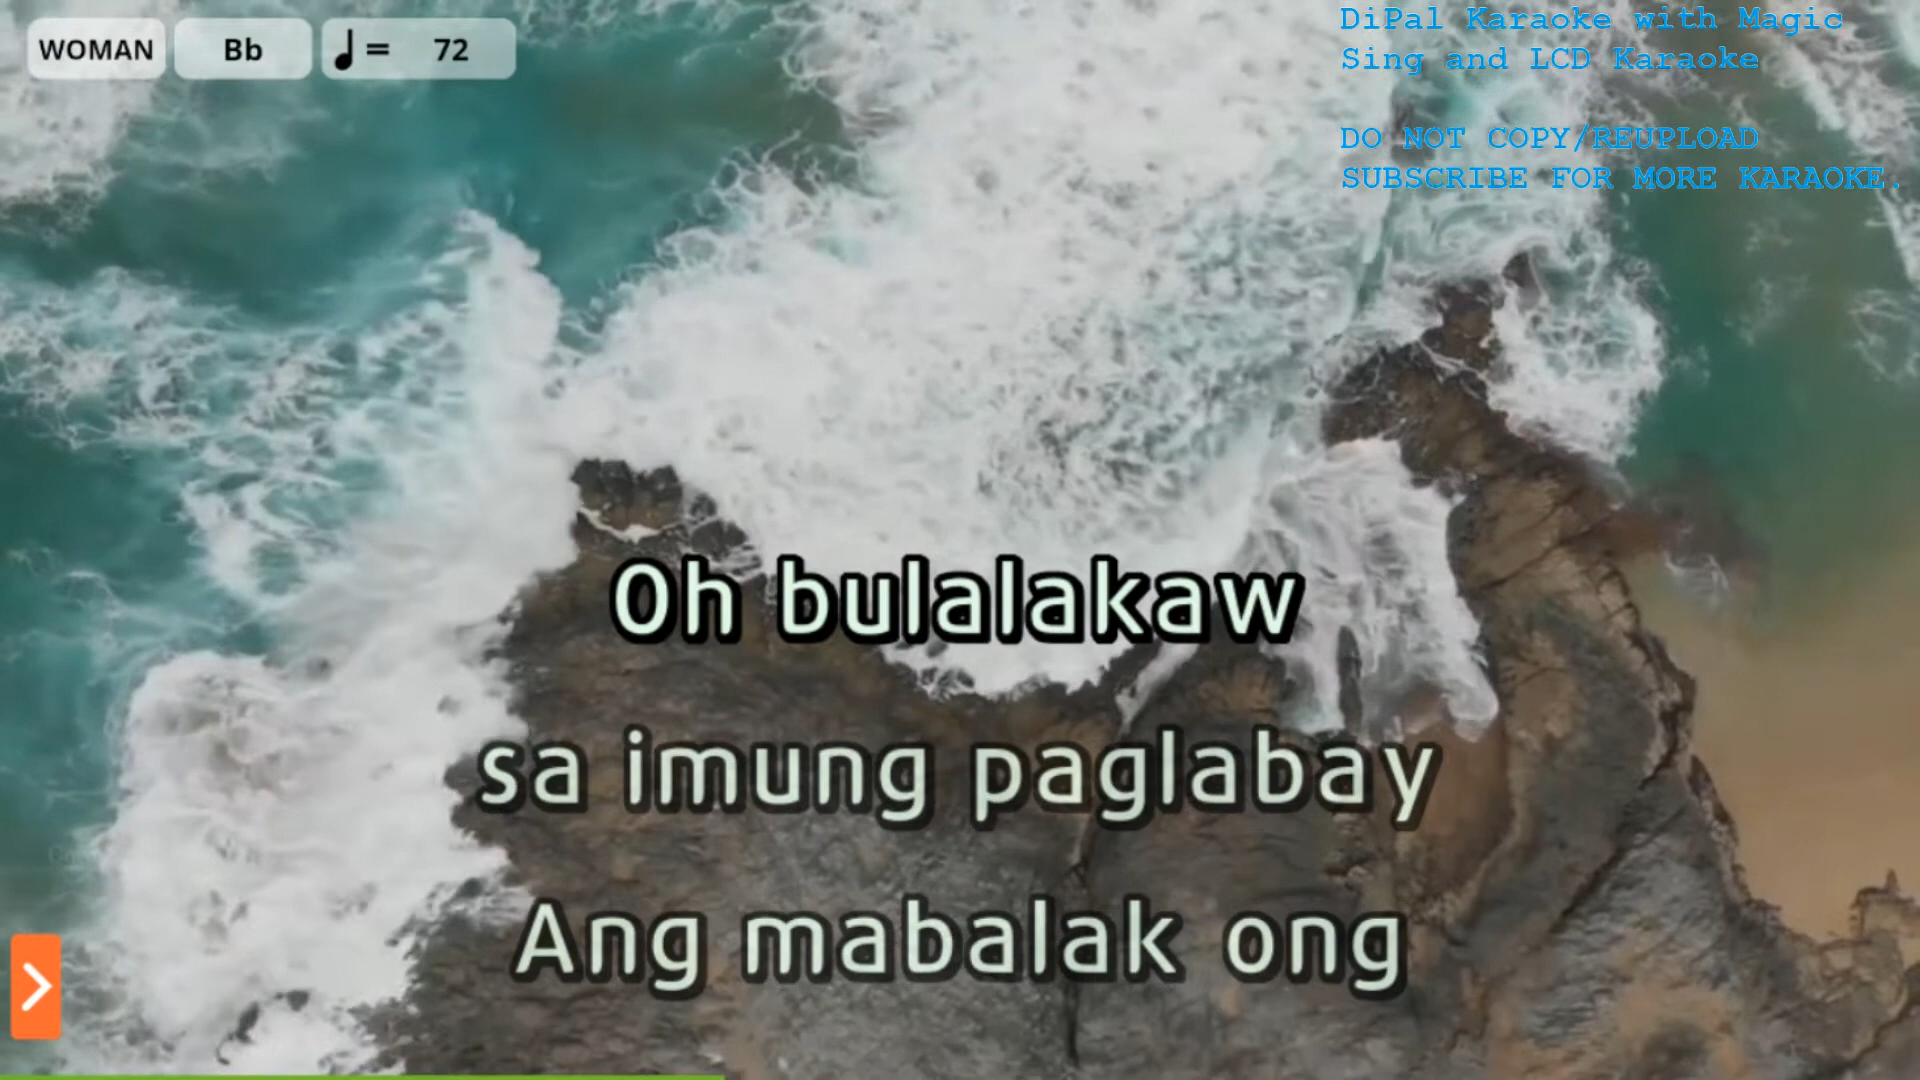 WOMAN Bb ♩ = 72
DiPal Karaoke with Magic
Sing and LCD Karaoke
DO NOT COPY/REUPLOAD
SUBSCRIBE FOR MORE KARAOKE.
Oh bulalakaw
sa imung paglabay
Ang mabalak ong